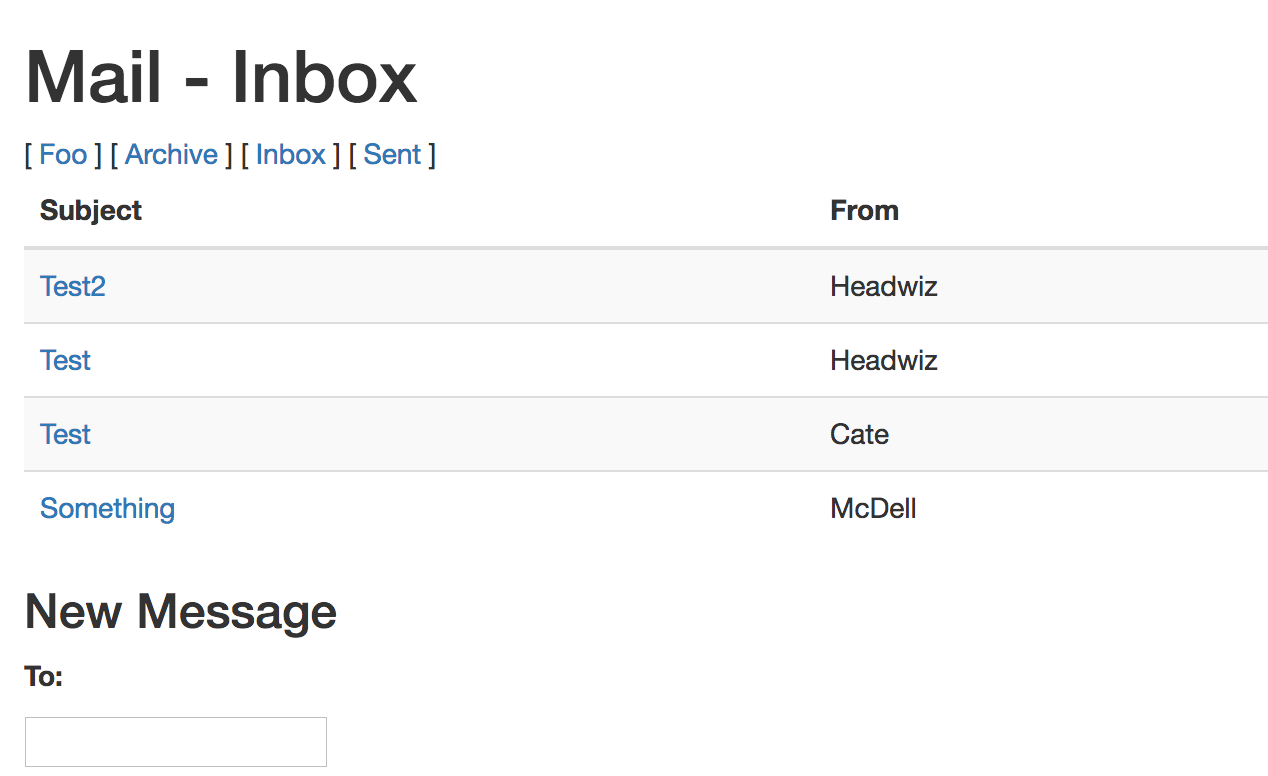 Mail - Inbox
[ Foo ] [ Archive ] [ Inbox ] [ Sent ]
Subject From
Test2 Headwiz
Test Headwiz
Test Cate
Something McDell
New Message
To: